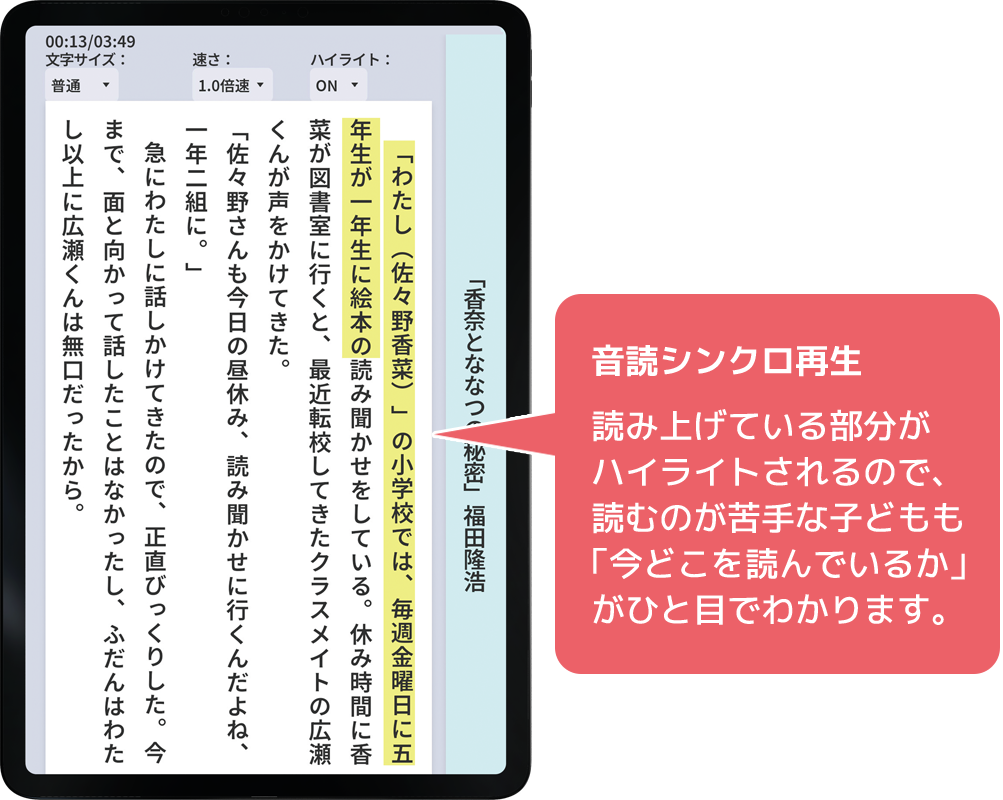 00:13/03:49
文字サイズ：
速さ：
ハイライト：
普通
1.0倍速
ON
「香奈とななつの秘密」福田隆浩
「わたし（佐々野香菜）」の小学校では、毎週金曜日に五
年生が一年生に絵本の読み聞かせをしている。休み時間に香
菜が図書室に行くと、最近転校してきたクラスメイトの広瀬
くんが声をかけてきた。
「佐々野さんも今日の昼休み、読み聞かせに行くんだよね、
一年二組に。」
急にわたしに話しかけてきたので、正直びっくりした。今
まで、面と向かって話したことはなかったし、ふだんはわた
し以上に広瀬くんは無口だったから。
音読シンクロ再生
読み上げている部分が
ハイライトされるので、
読むのが苦手な子どもも
「今どこを読んでいるか」
がひと目でわかります。